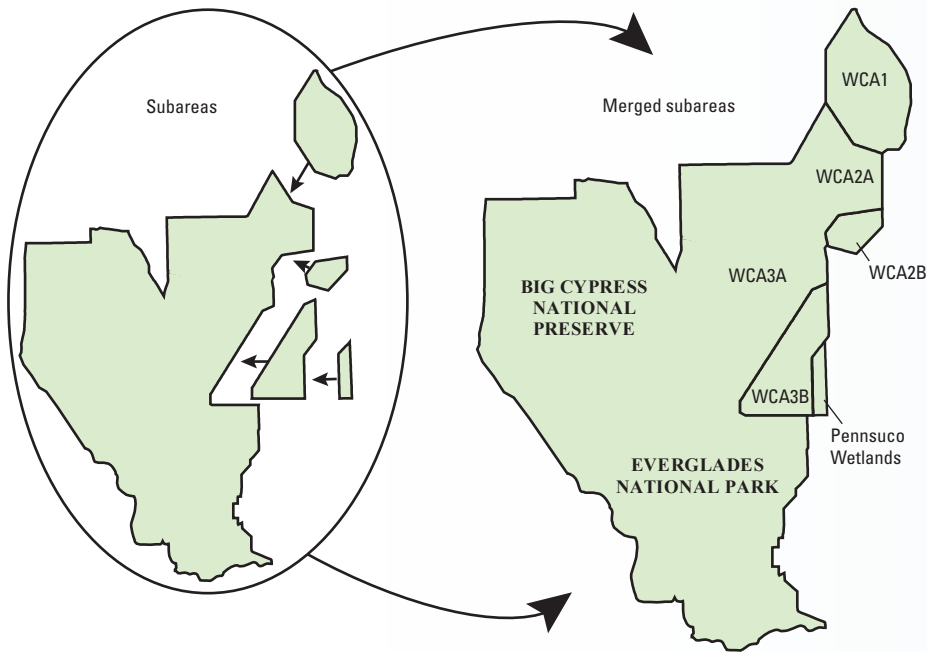 Subareas
Merged subareas
WCA1
WCA2A
WCA2B
WCA3A
BIG CYPRESS
NATIONAL
PRESERVE
WCA3B
Pennsuco
Wetlands
EVERGLADES
NATIONAL PARK